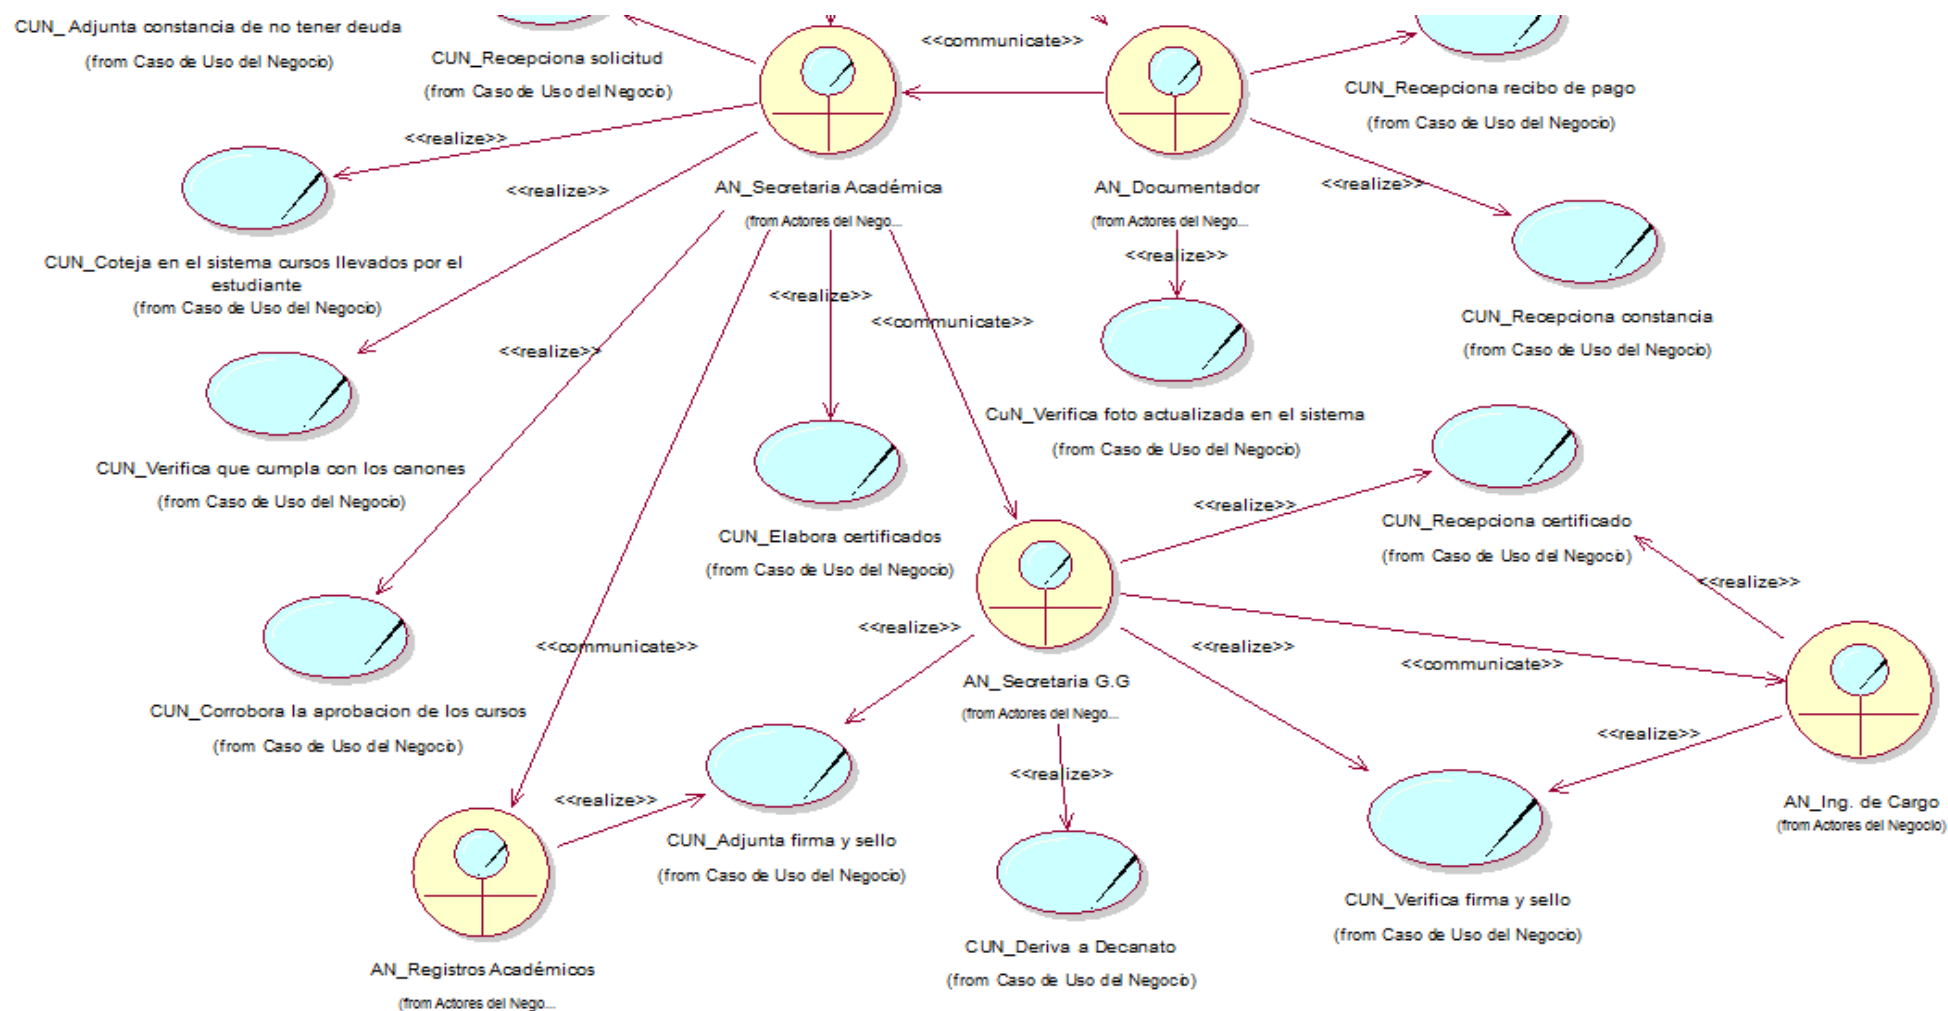 CUN_ Adjunta constancia de no tener deuda
(from Caso de Uso del Negocio)
CUN_Recepciona solicitud
(from Caso de Uso del Negocio)
<<communicate>>
CUN_Recepciona recibo de pago
(from Caso de Uso del Negocio)
<<realize>>
<<realize>>
AN_Secretaria Académica
(from Actores del Nego...
AN_Documentador
(from Actores del Nego...
<<realize>>
<<realize>>
CUN_Coteja en el sistema cursos llevados por el
estudiante
(from Caso de Uso del Negocio)
<<realize>>
<<communicate>>
CUN_Recepciona constancia
(from Caso de Uso del Negocio)
<<realize>>
CuN_Verifica foto actualizada en el sistema
(from Caso de Uso del Negocio)
CUN_Verifica que cumpla con los canones
(from Caso de Uso del Negocio)
<<realize>>
CUN_Recepciona certificado
(from Caso de Uso del Negocio)
CUN_Elabora certificados
(from Caso de Uso del Negocio)
<<realize>>
<<realize>>
<<communicate>>
<<realize>>
<<communicate>>
AN_Secretaria G.G
(from Actores del Nego...
CUN_Corrobora la aprobacion de los cursos
(from Caso de Uso del Negocio)
<<realize>>
<<realize>>
<<realize>>
AN_Ing. de Cargo
(from Actores del Negocio)
CUN_Adjunta firma y sello
(from Caso de Uso del Negocio)
CUN_Verifica firma y sello
(from Caso de Uso del Negocio)
CUN_Deriva a Decanato
(from Caso de Uso del Negocio)
AN_Registros Académicos
(from Actores del Nego...